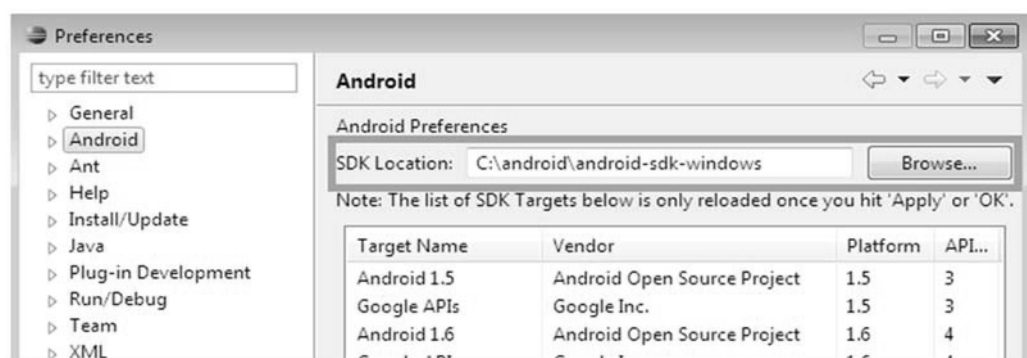 Preferences
type filter text
General
Android
Ant
Help
Install/Update
Java
Plug-in Development
Run/Debug
Team
XML
Android
Android Preferences
SDK Location: C:\android\android-sdk-windows Browse...
Note: The list of SDK Targets below is only reloaded once you hit 'Apply' or 'OK'.
Target Name Vendor Platform API...
Android 1.5 Android Open Source Project 1.5 3
Google APIs Google Inc. 1.5 3
Android 1.6 Android Open Source Project 1.6 4